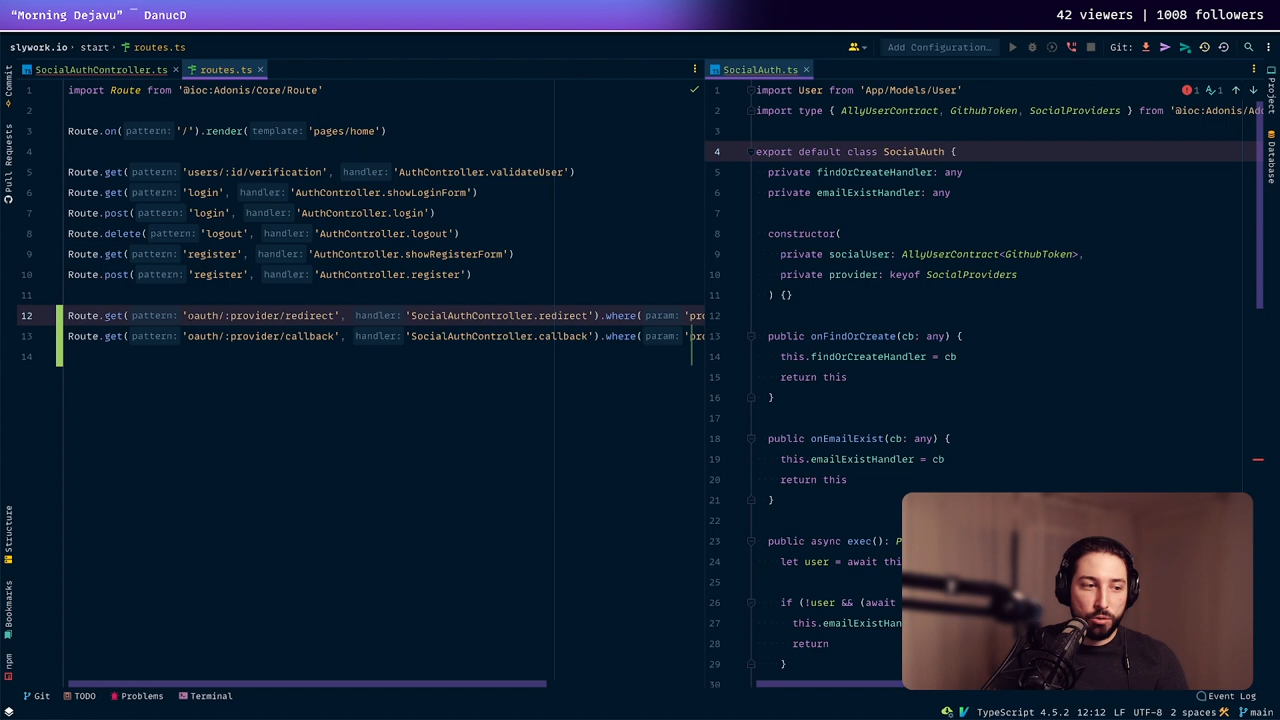 “Morning Dejavu” ‾ DanucD
42 viewers | 1008 followers
slywork.io › start › routes.ts
Add Configuration...
Git:
SocialAuthController.ts
routes.ts
SocialAuth.ts
Commit
Pull Requests
Structure
Bookmarks
npm
1 import Route from '@ioc:Adonis/Core/Route'
2
3 Route.on( pattern: '/').render( template: 'pages/home')
4
5 Route.get( pattern: 'users/:id/verification', handler: 'AuthController.validateUser')
6 Route.get( pattern: 'login', handler: 'AuthController.showLoginForm')
7 Route.post( pattern: 'login', handler: 'AuthController.login')
8 Route.delete( pattern: 'logout', handler: 'AuthController.logout')
9 Route.get( pattern: 'register', handler: 'AuthController.showRegisterForm')
10 Route.post( pattern: 'register', handler: 'AuthController.register')
11
12 Route.get( pattern: 'oauth/:provider/redirect', handler: 'SocialAuthController.redirect').where( param: 'pro
13 Route.get( pattern: 'oauth/:provider/callback', handler: 'SocialAuthController.callback').where( param: 'pro
14
1 import User from 'App/Models/User'
1 1
2 import type { AllyUserContract, GithubToken, SocialProviders } from '@ioc:Adonis/Ad
3
4 export default class SocialAuth {
5 private findOrCreateHandler: any
6 private emailExistHandler: any
7
8 constructor(
9 private socialUser: AllyUserContract<GithubToken>,
10 private provider: keyof SocialProviders
11 ) {}
12
13 public onFindOrCreate(cb: any) {
14 this.findOrCreateHandler = cb
15 return this
16 }
17
18 public onEmailExist(cb: any) {
19 this.emailExistHandler = cb
20 return this
21 }
22
23 public async exec(): P
24 let user = await thi
25
26 if (!user && (await
27 this.emailExistHan
28 return
29 }
30
Project
Database
Git
TODO
Problems
Terminal
Event Log
TypeScript 4.5.2 12:12 LF UTF-8 2 spaces main